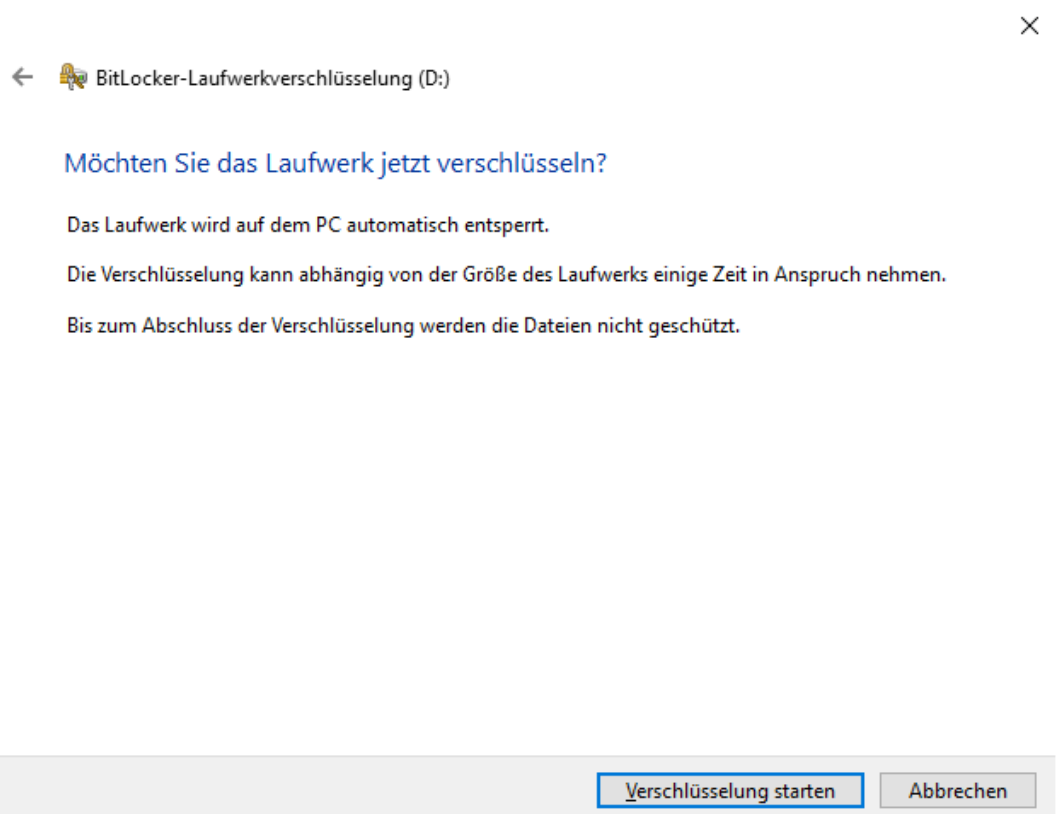 BitLocker-Laufwerkverschlüsselung (D:)
Möchten Sie das Laufwerk jetzt verschlüsseln?
Das Laufwerk wird auf dem PC automatisch entsperrt.
Die Verschlüsselung kann abhängig von der Größe des Laufwerks einige Zeit in Anspruch nehmen.
Bis zum Abschluss der Verschlüsselung werden die Dateien nicht geschützt.
Verschlüsselung starten
Abbrechen